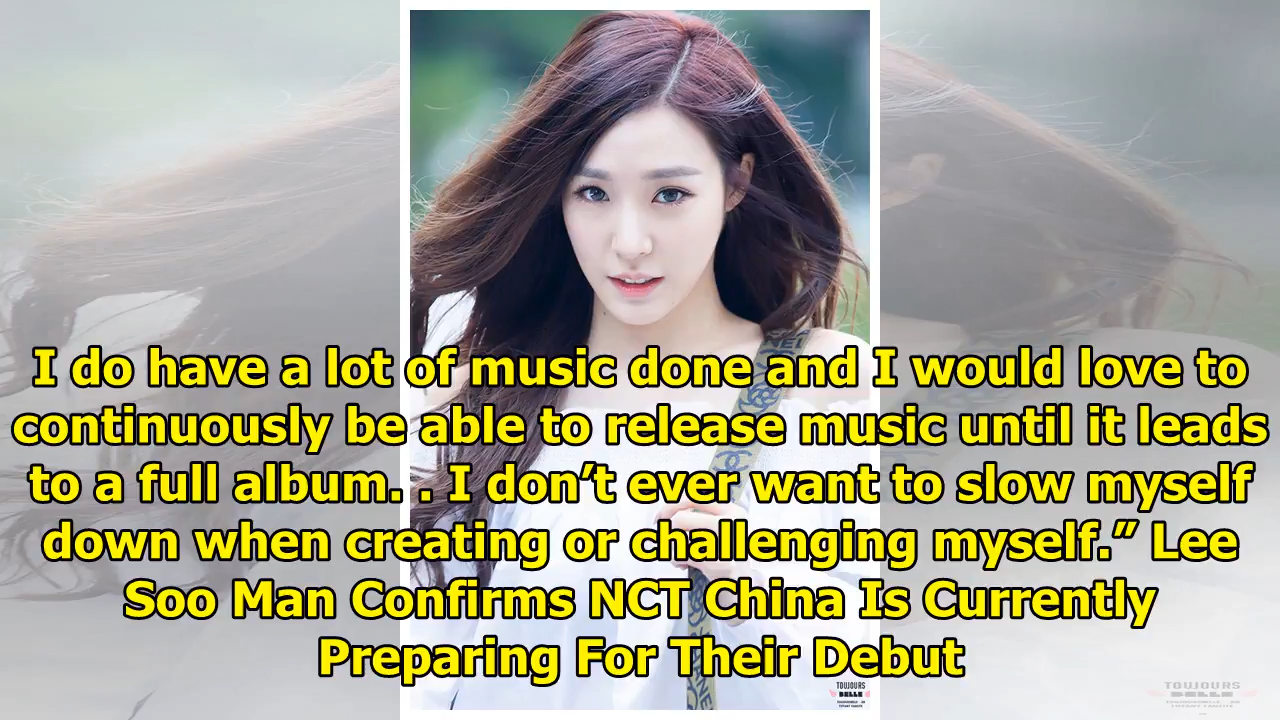 I do have a lot of music done and I would love to
continuously be able to release music until it leads
to a full album. . I don’t ever want to slow myself
down when creating or challenging myself.” Lee
Soo Man Confirms NCT China Is Currently
Preparing For Their Debut
TOUJOURS
BELLE
TOUJOURS
BELLE